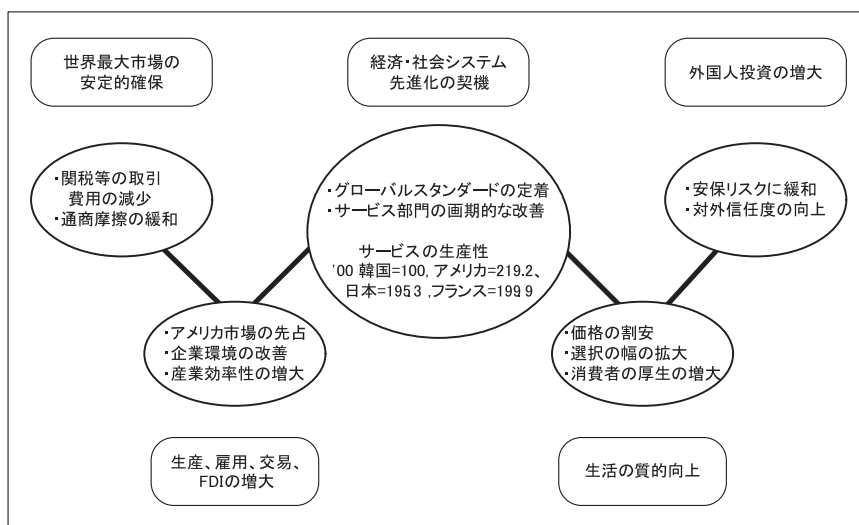 世界最大市場の
安定的確保
経済・社会システム
先進化の契機
外国人投資の増大
・関税等の取引
費用の減少
・通商摩擦の緩和
・グローバルスタンダードの定着
・サービス部門の画期的な改善
サービスの生産性
'00 韓国=100, アメリカ=219.2、
日本=195.3 ,フランス=199.9
・安保リスクに緩和
・対外信任度の向上
・アメリカ市場の先占
・企業環境の改善
・産業効率性の増大
・価格の割安
・選択の幅の拡大
・消費者の厚生の増大
生産、雇用、交易、
FDIの増大
生活の質的向上